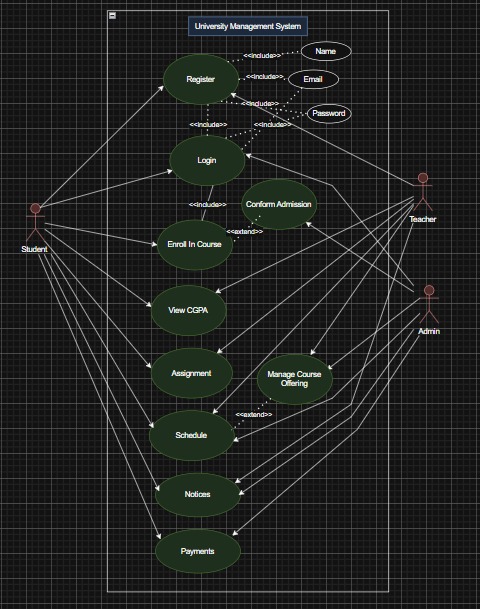 University Management System
<<include>>
Name
Register
<<include>>
Email
<<include>>
Password
<<include>>
<<include>>
Login
<<include>>
Conform Admission
Teacher
Student
<<extend>>
Enroll In Course
View CGPA
Admin
Assignment
Manage Course
Offering
<<extend>>
Schedule
Notices
Payments